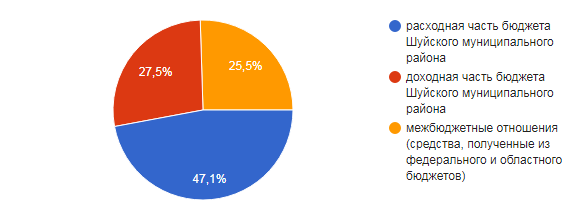 27,5%
25,5%
47,1%
расходная часть бюджета
Шуйского муниципального
района
доходная часть бюджета
Шуйского муниципального
района
межбюджетные отношения
(средства, полученные из
федерального и областного
бюджетов)